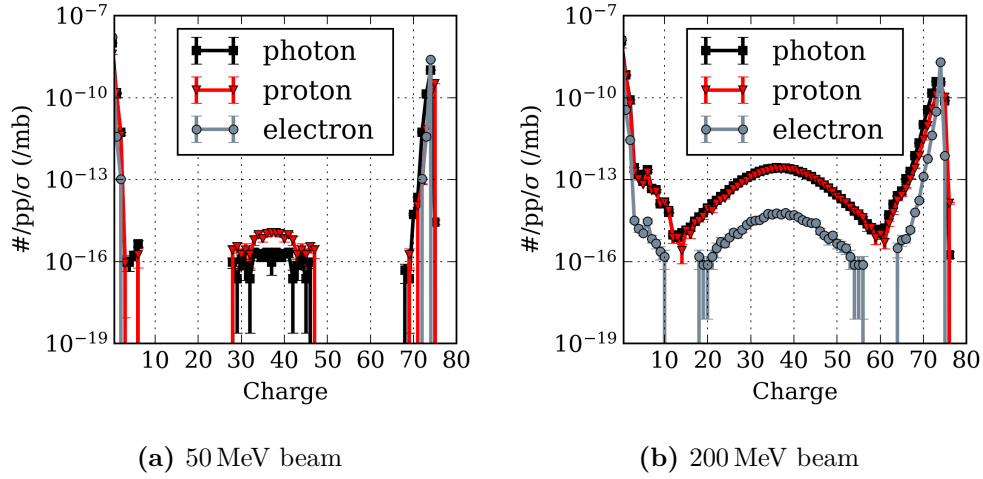 10⁻⁷
10⁻¹⁰
10⁻¹³
10⁻¹⁶
10⁻¹⁹
#/pp/σ (/mb)
photon
proton
electron
10 20 30 40 50 60 70 80
Charge
(a) 50 MeV beam
10⁻⁷
10⁻¹⁰
10⁻¹³
10⁻¹⁶
10⁻¹⁹
#/pp/σ (/mb)
photon
proton
electron
10 20 30 40 50 60 70 80
Charge
(b) 200 MeV beam